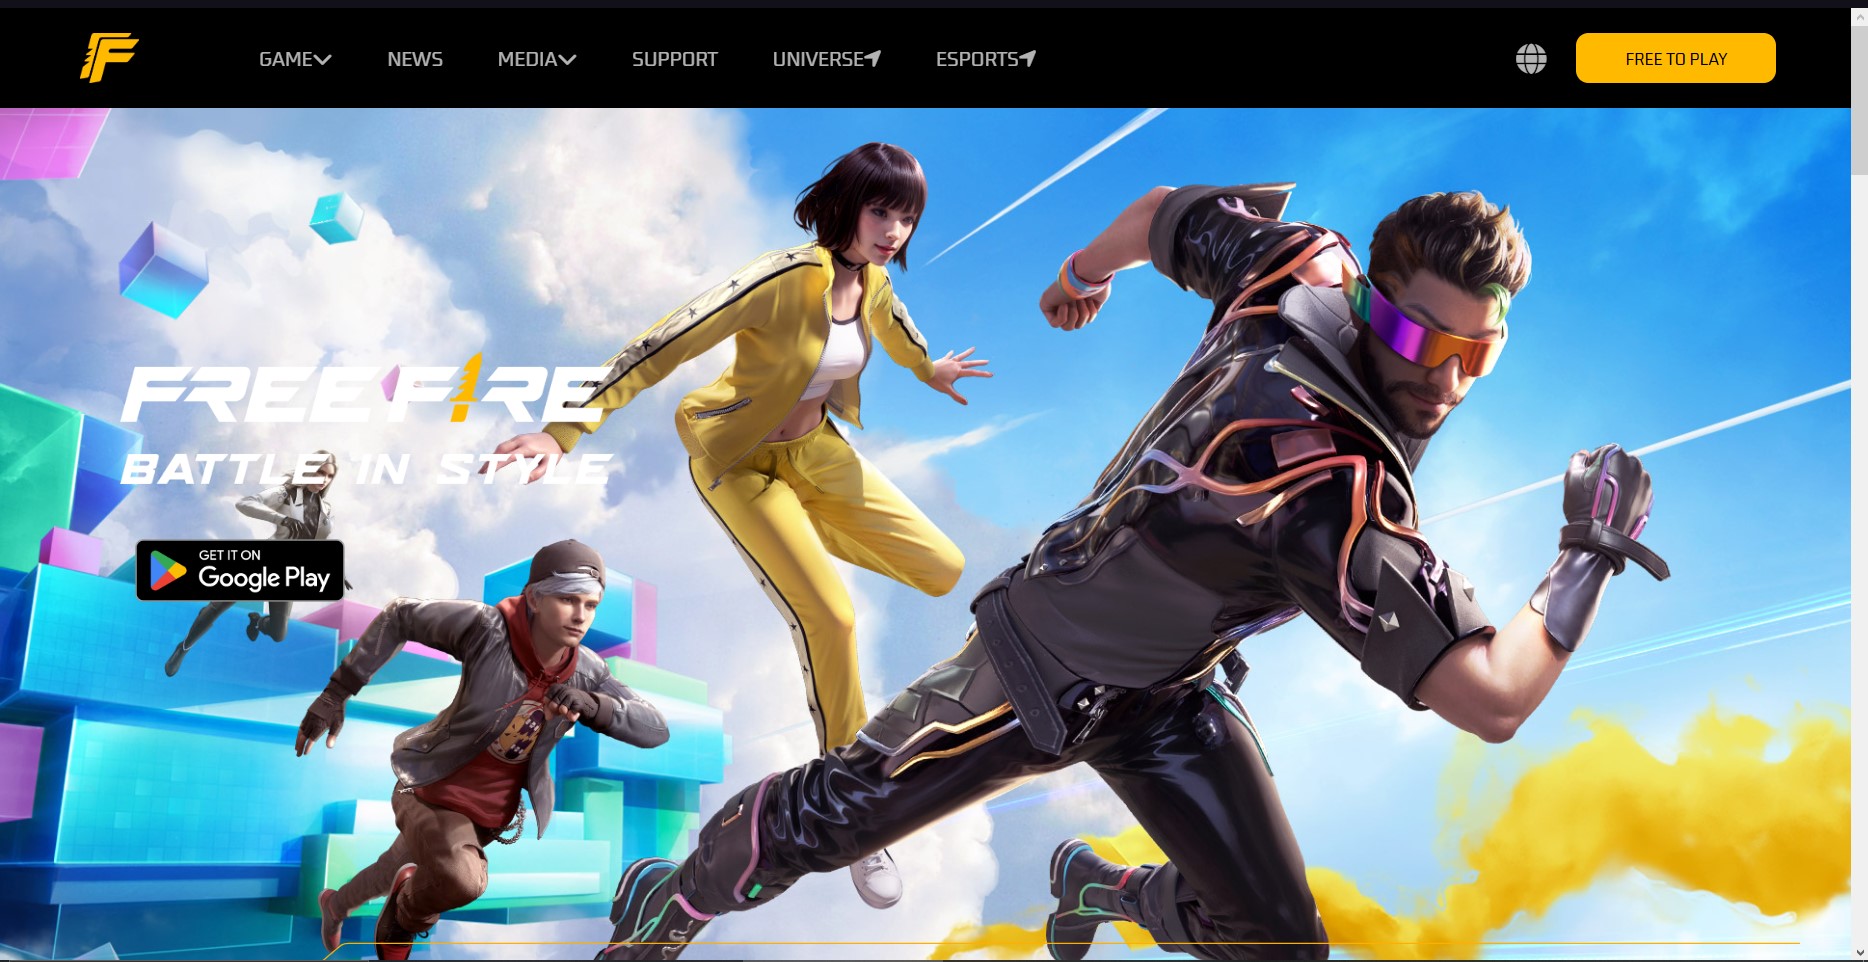 GAME
NEWS
MEDIA
SUPPORT
UNIVERSE
ESPORTS
FREE TO PLAY
FREE FIRE
BATTLE IN STYLE
GET IT ON
Google Play